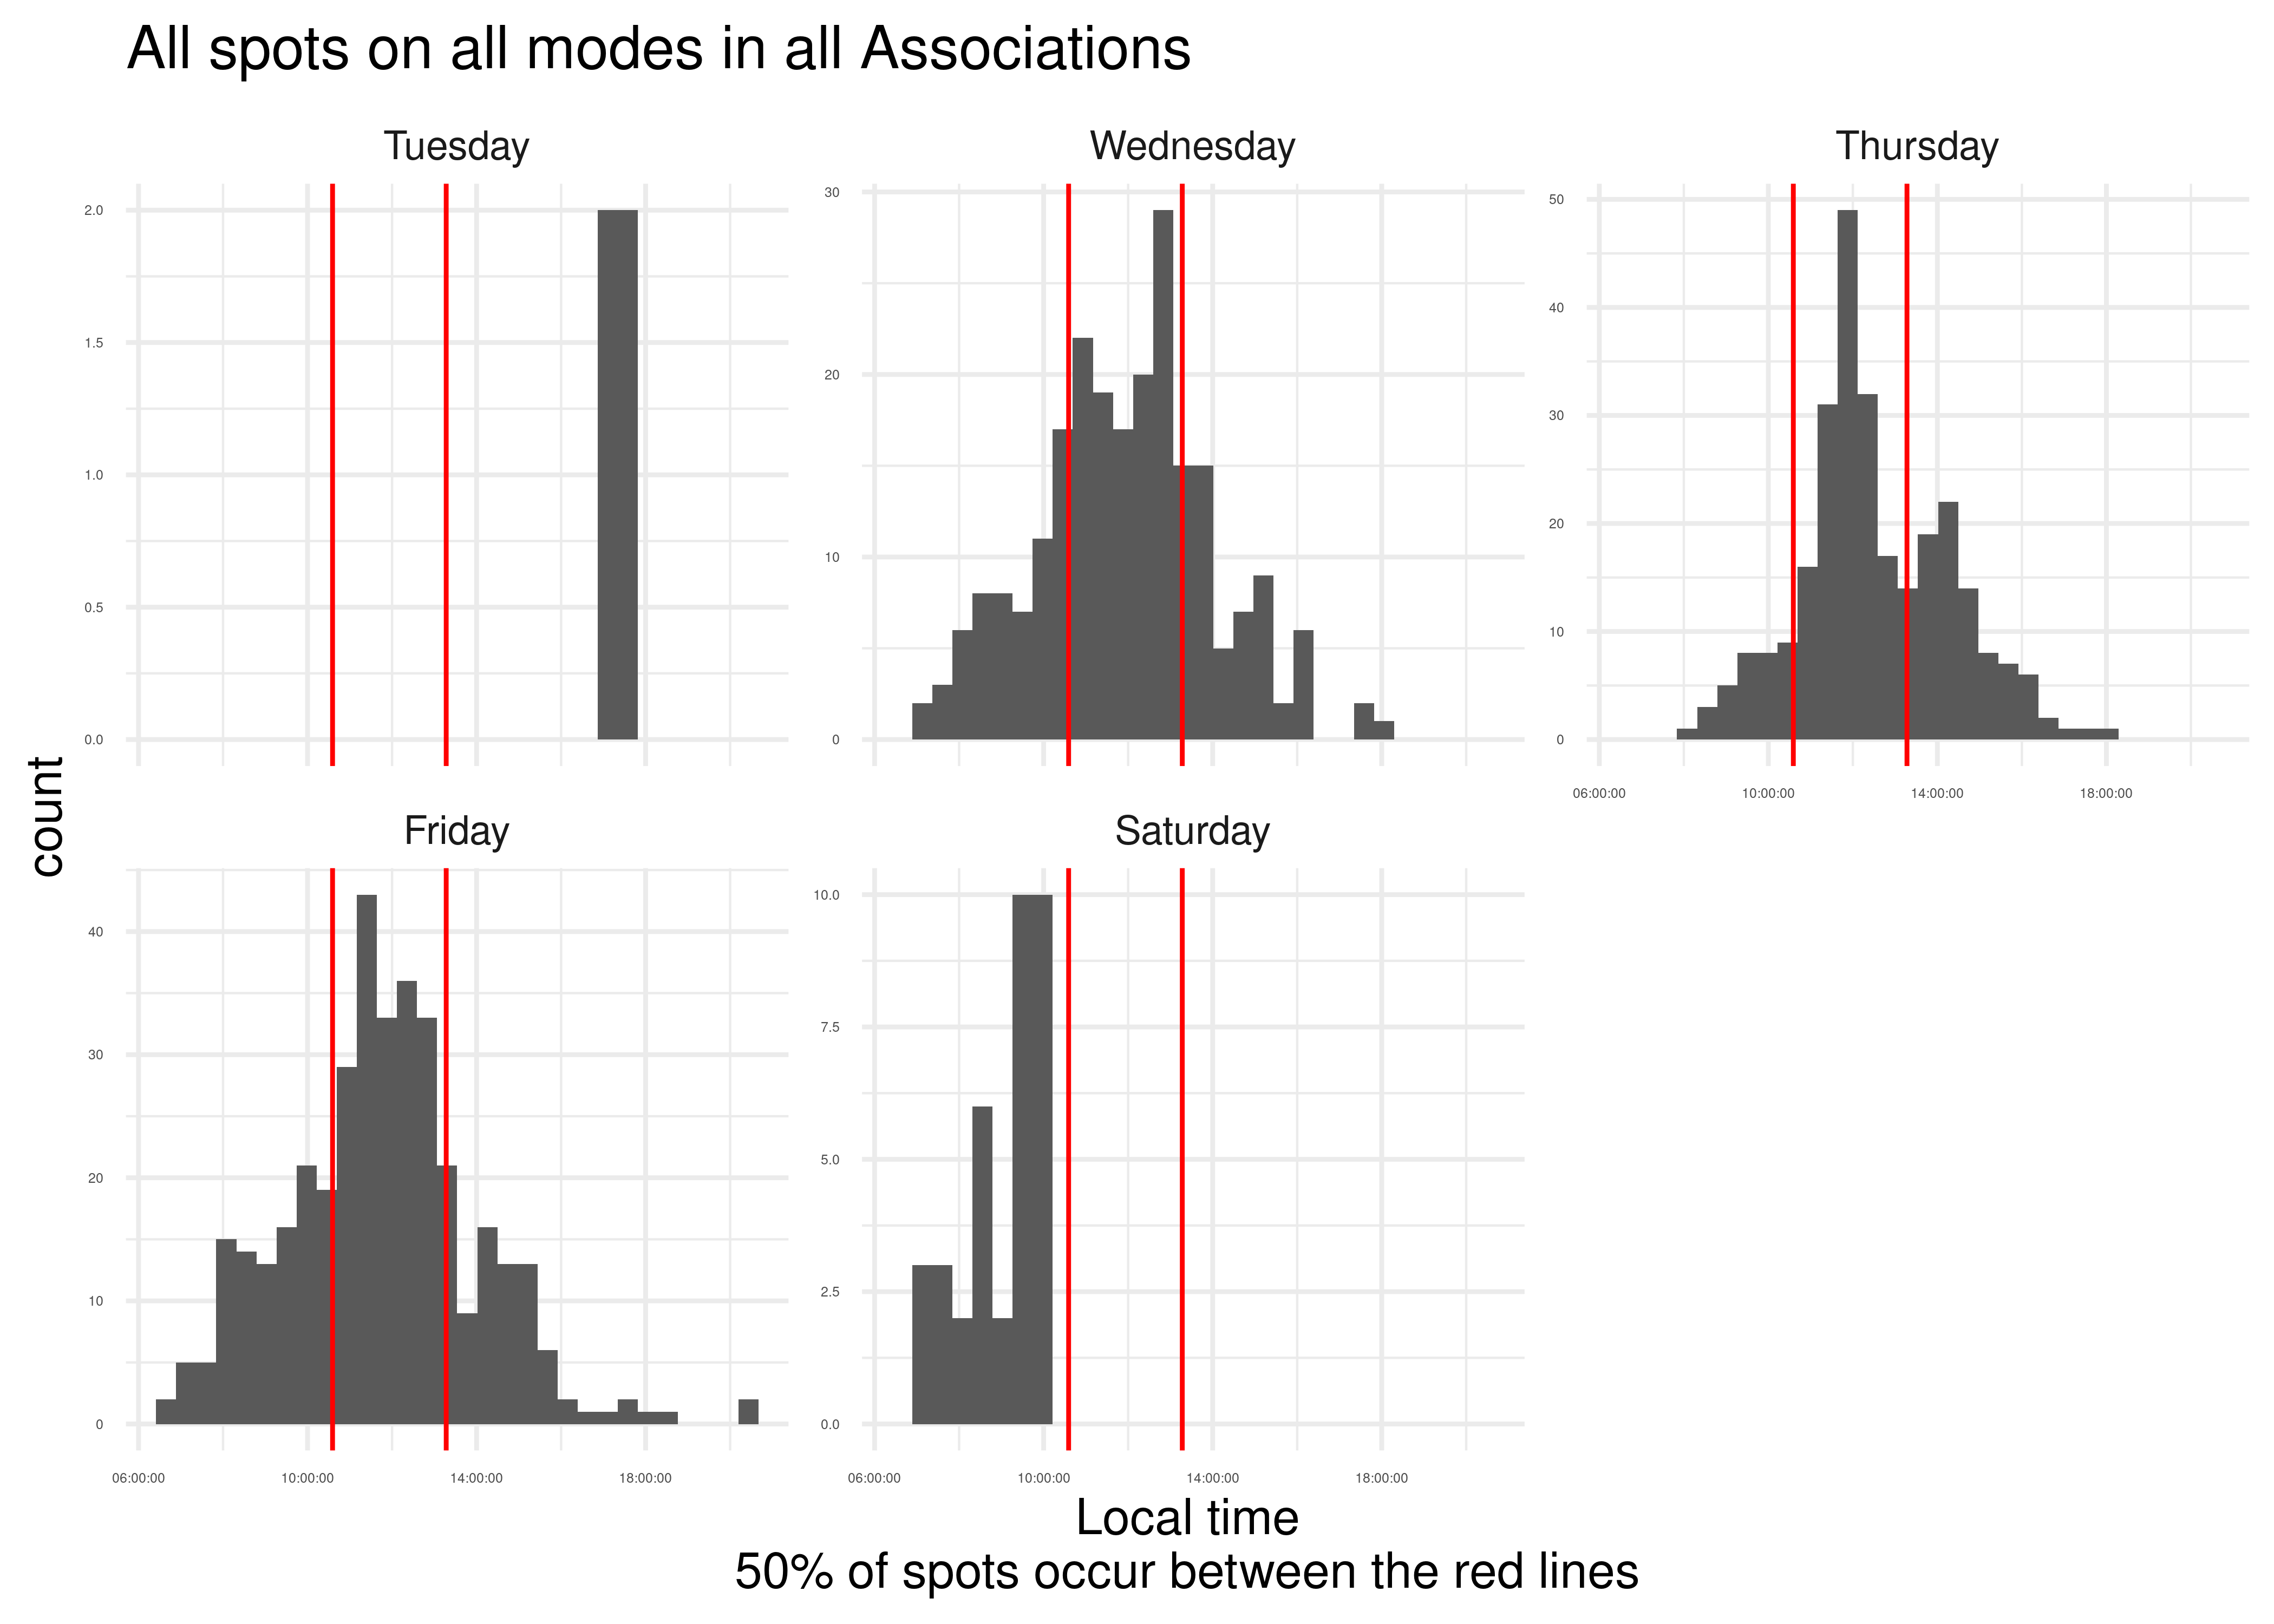 All spots on all modes in all Associations
Tuesday
Wednesday
Thursday
2.0
1.5
1.0
0.5
0.0
30
20
10
0
50
40
30
20
10
0
06:00:00 10:00:00 14:00:00 18:00:00
count
Friday
Saturday
40
30
20
10
0
10.0
7.5
5.0
2.5
0.0
06:00:00 10:00:00 14:00:00 18:00:00
06:00:00 10:00:00 14:00:00 18:00:00
Local time
50% of spots occur between the red lines